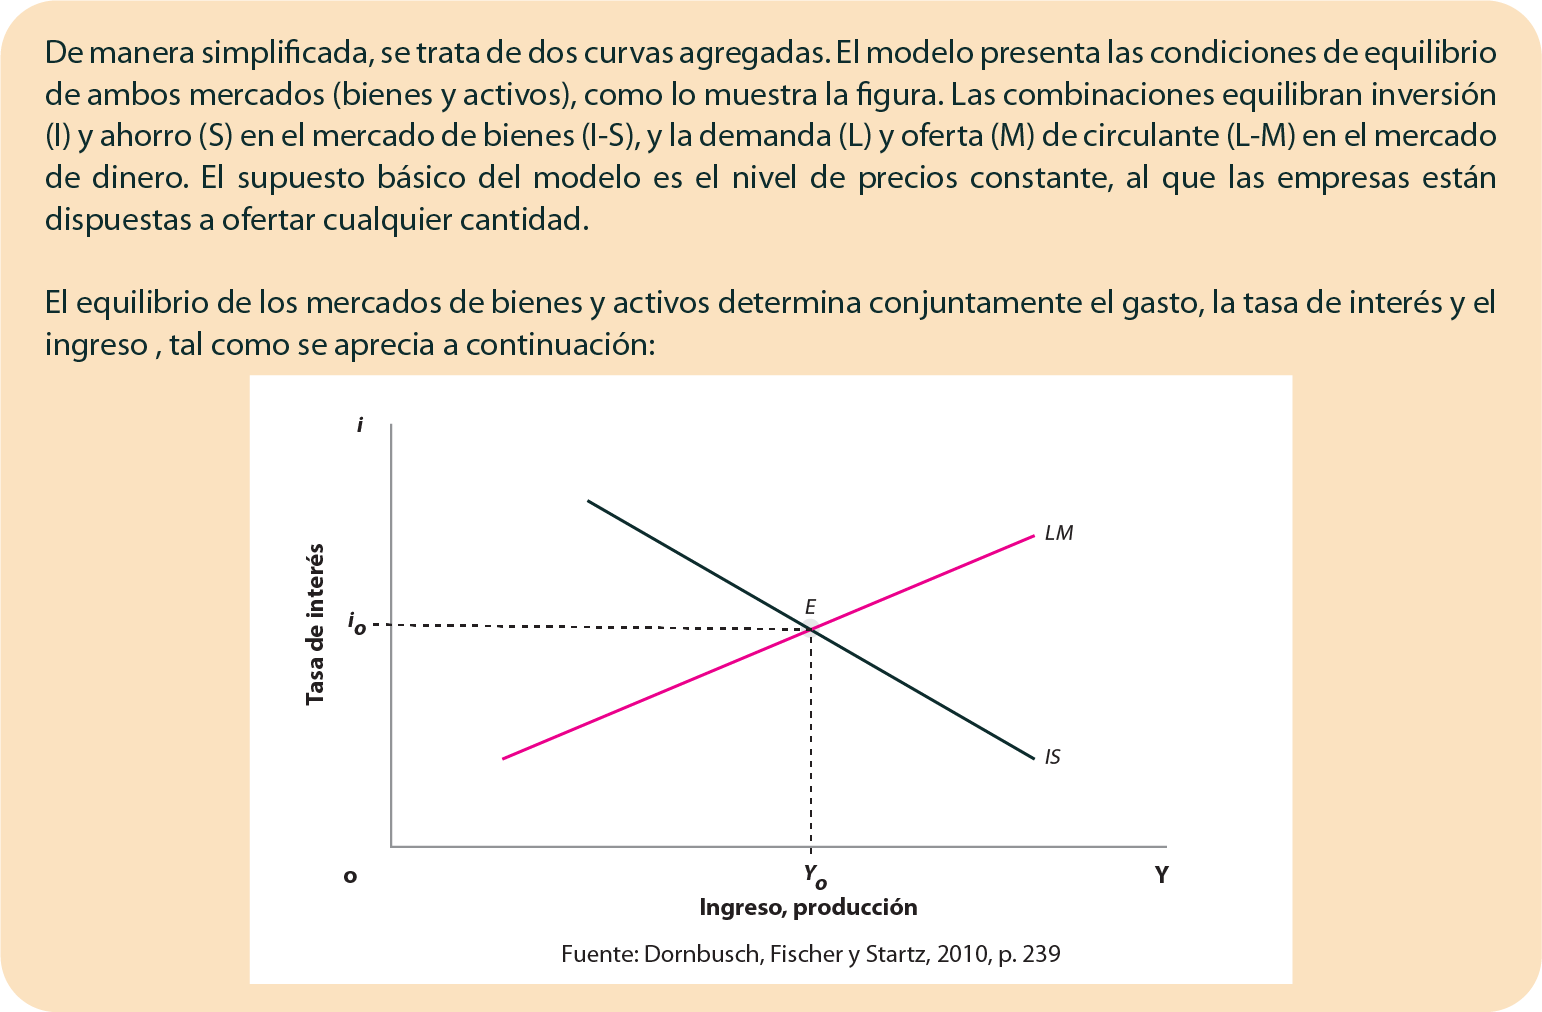 De manera simplificada, se trata de dos curvas agregadas. El modelo presenta las condiciones de equilibrio
de ambos mercados (bienes y activos), como lo muestra la figura. Las combinaciones equilibran inversión
(I) y ahorro (S) en el mercado de bienes (I-S), y la demanda (L) y oferta (M) de circulante (L-M) en el mercado
de dinero. El supuesto básico del modelo es el nivel de precios constante, al que las empresas están
dispuestas a ofertar cualquier cantidad.
El equilibrio de los mercados de bienes y activos determina conjuntamente el gasto, la tasa de interés y el
ingreso , tal como se aprecia a continuación:
i
LM
E
i o
Tasa de interés
IS
o
Y o
Y
Ingreso, producción
Fuente: Dornbusch, Fischer y Startz, 2010, p. 239